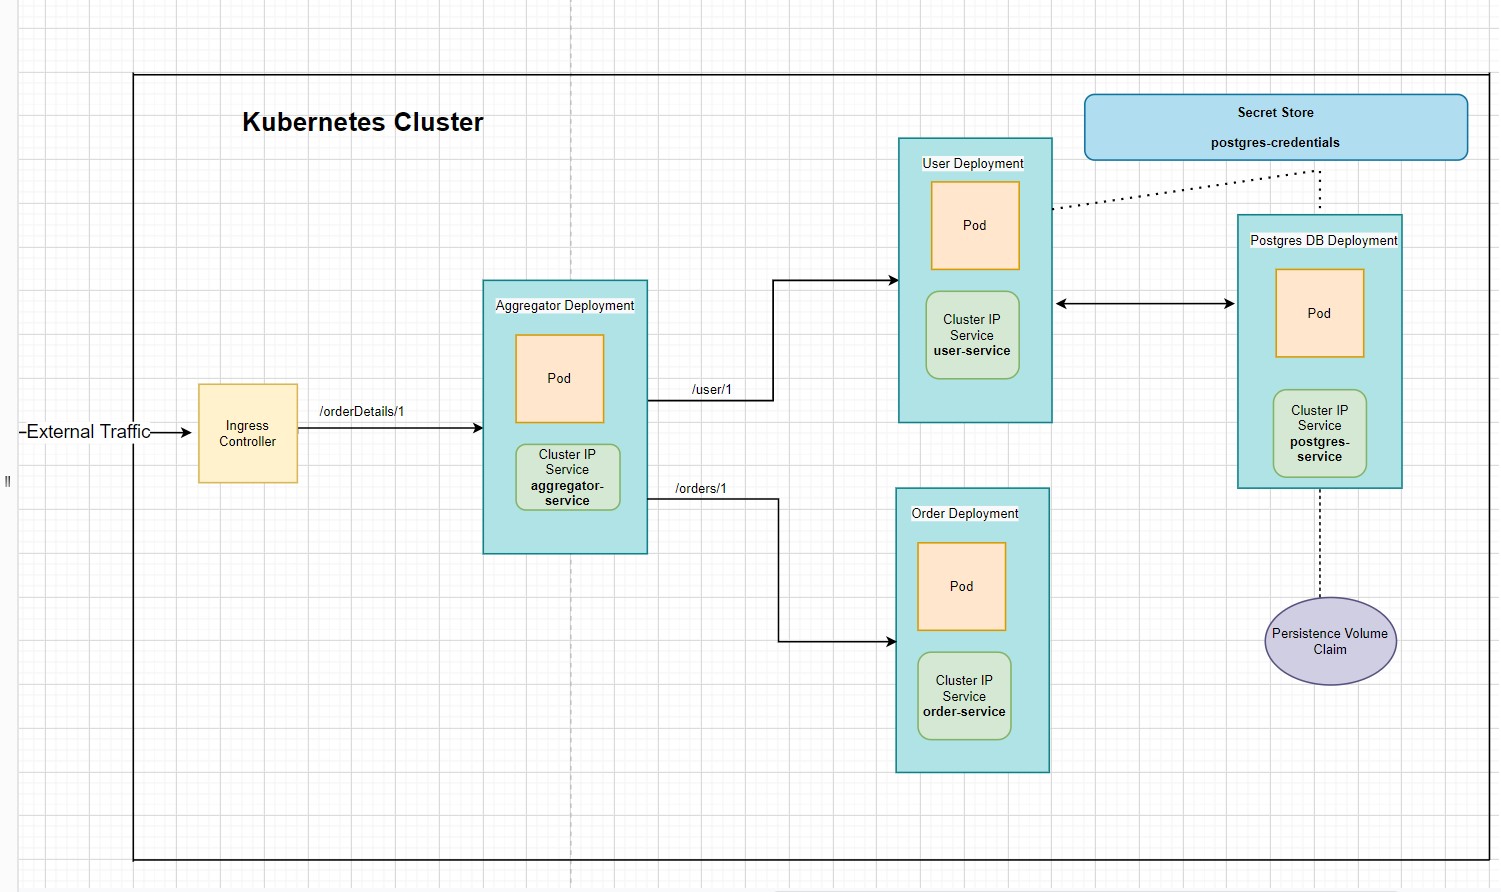 Kubernetes Cluster
Secret Store
postgres-credentials
User Deployment
Pod
Cluster IP
Service
user-service
Postgres DB Deployment
Pod
Cluster IP
Service
postgres-
service
Aggregator Deployment
Pod
Cluster IP
Service
aggregator-
service
/user/1
/orders/1
External Traffic
Ingress
Controller
/orderDetails/1
Order Deployment
Pod
Cluster IP
Service
order-service
Persistence Volume
Claim